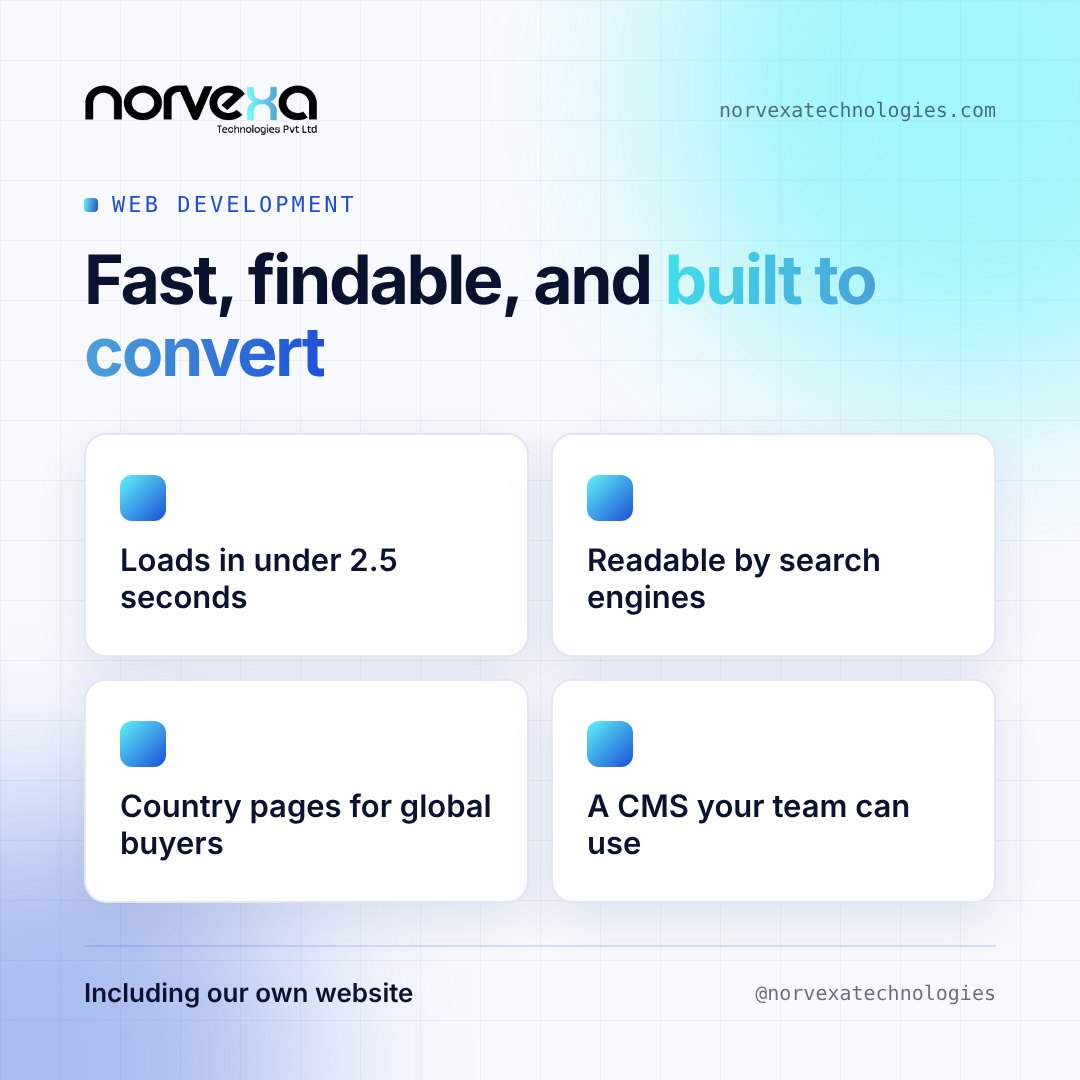 norvexa
Technologies Pvt Ltd
norvexatechnologies.com
WEB DEVELOPMENT
Fast, findable, and built to
convert
Loads in under 2.5
seconds
Readable by search
engines
Country pages for global
buyers
A CMS your team can
use
Including our own website
@norvexatechnologies